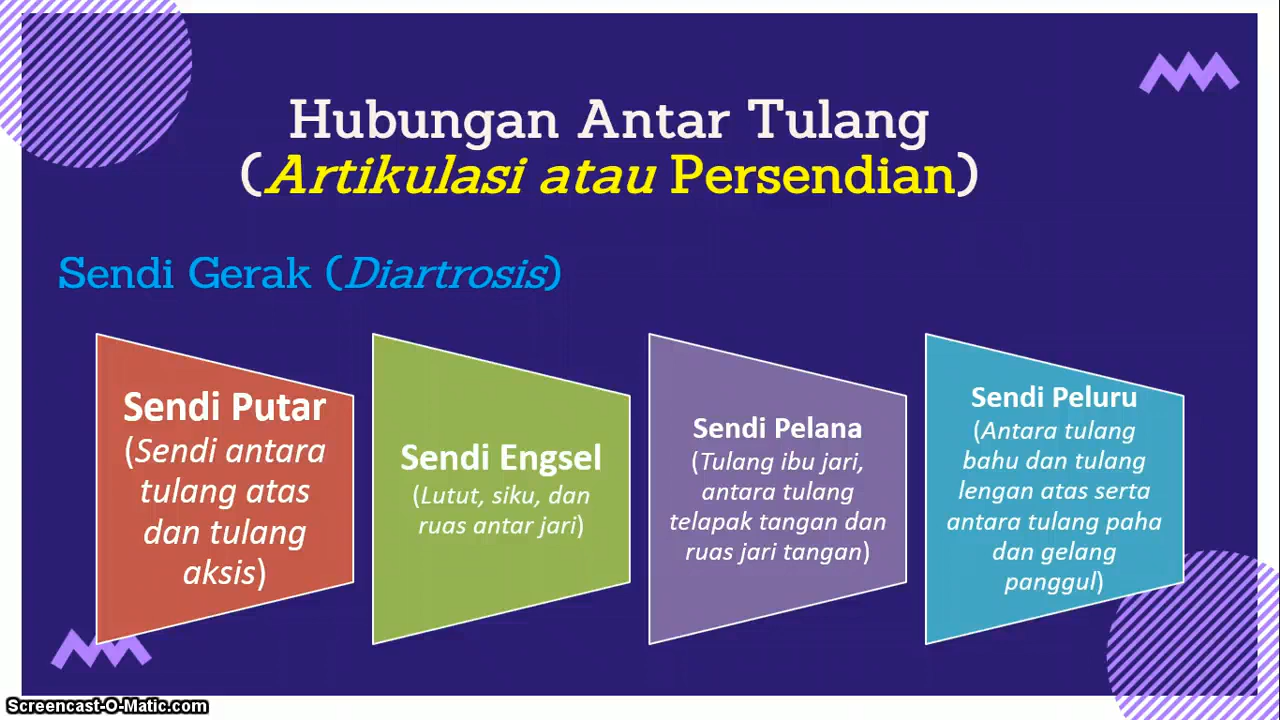 Hubungan Antar Tulang
(Artikulasi atau Persendian)
Sendi Gerak (Diartrosis)
Sendi Putar
(Sendi antara
tulang atas
dan tulang
aksis)
Sendi Engsel
(Lutut, siku, dan
ruas antar jari)
Sendi Pelana
(Tulang ibu jari,
antara tulang
telapak tangan dan
ruas jari tangan)
Sendi Peluru
(Antara tulang
bahu dan tulang
lengan atas serta
antara tulang paha
dan gelang
panggul)
Screencast-O-Matic.com